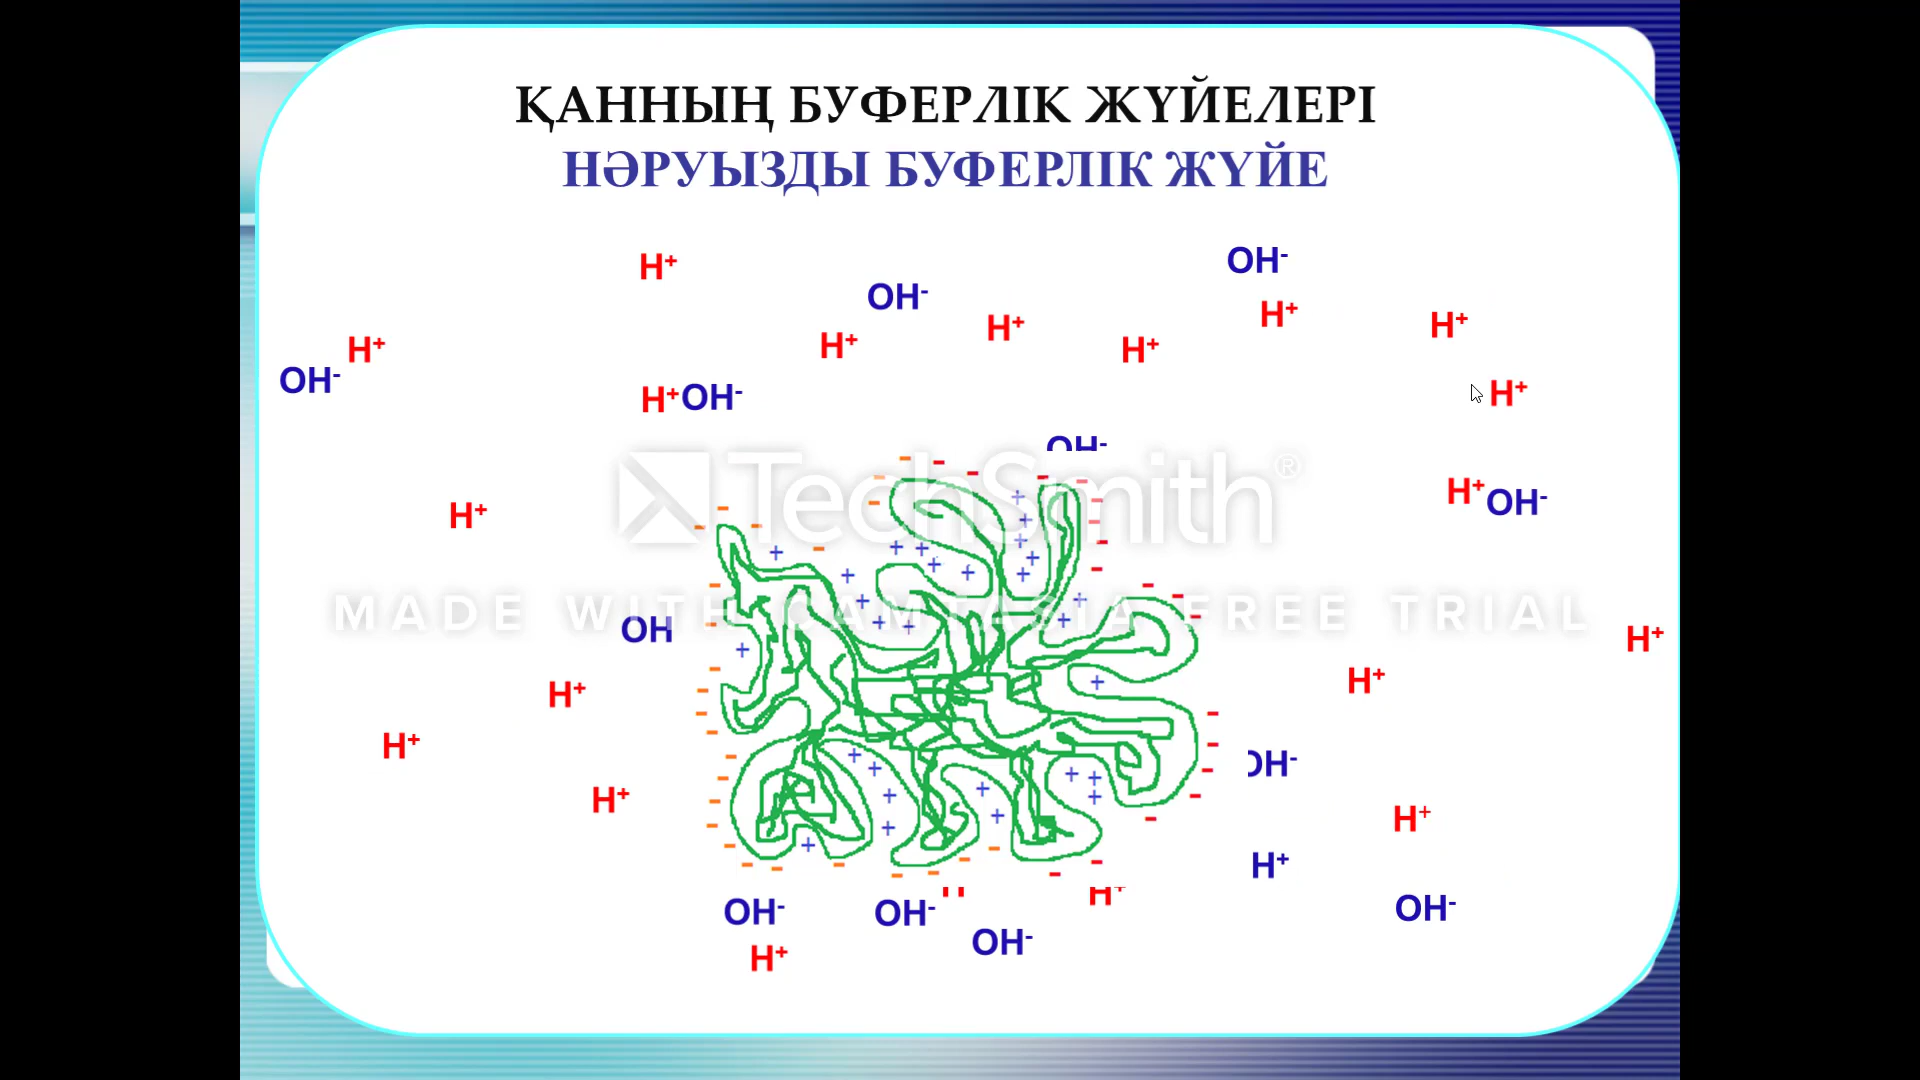 ҚАННЫҢ БУФЕРЛІК ЖҮЙЕЛЕРІ
НӘРУЫЗДЫ БУФЕРЛІК ЖҮЙЕ
H+
OH-
OH-
H+
H+
H+
H+
H+
H+
OH-
H+OH-
H+
OH-
TechSmith®
H+
H+OH-
MADE WITH CAMTASIA FREE TRIAL
OH
H+
H+
H+
H+
OH-
H+
H+
H+
H+
OH-
OH-
OH-
OH-
H+